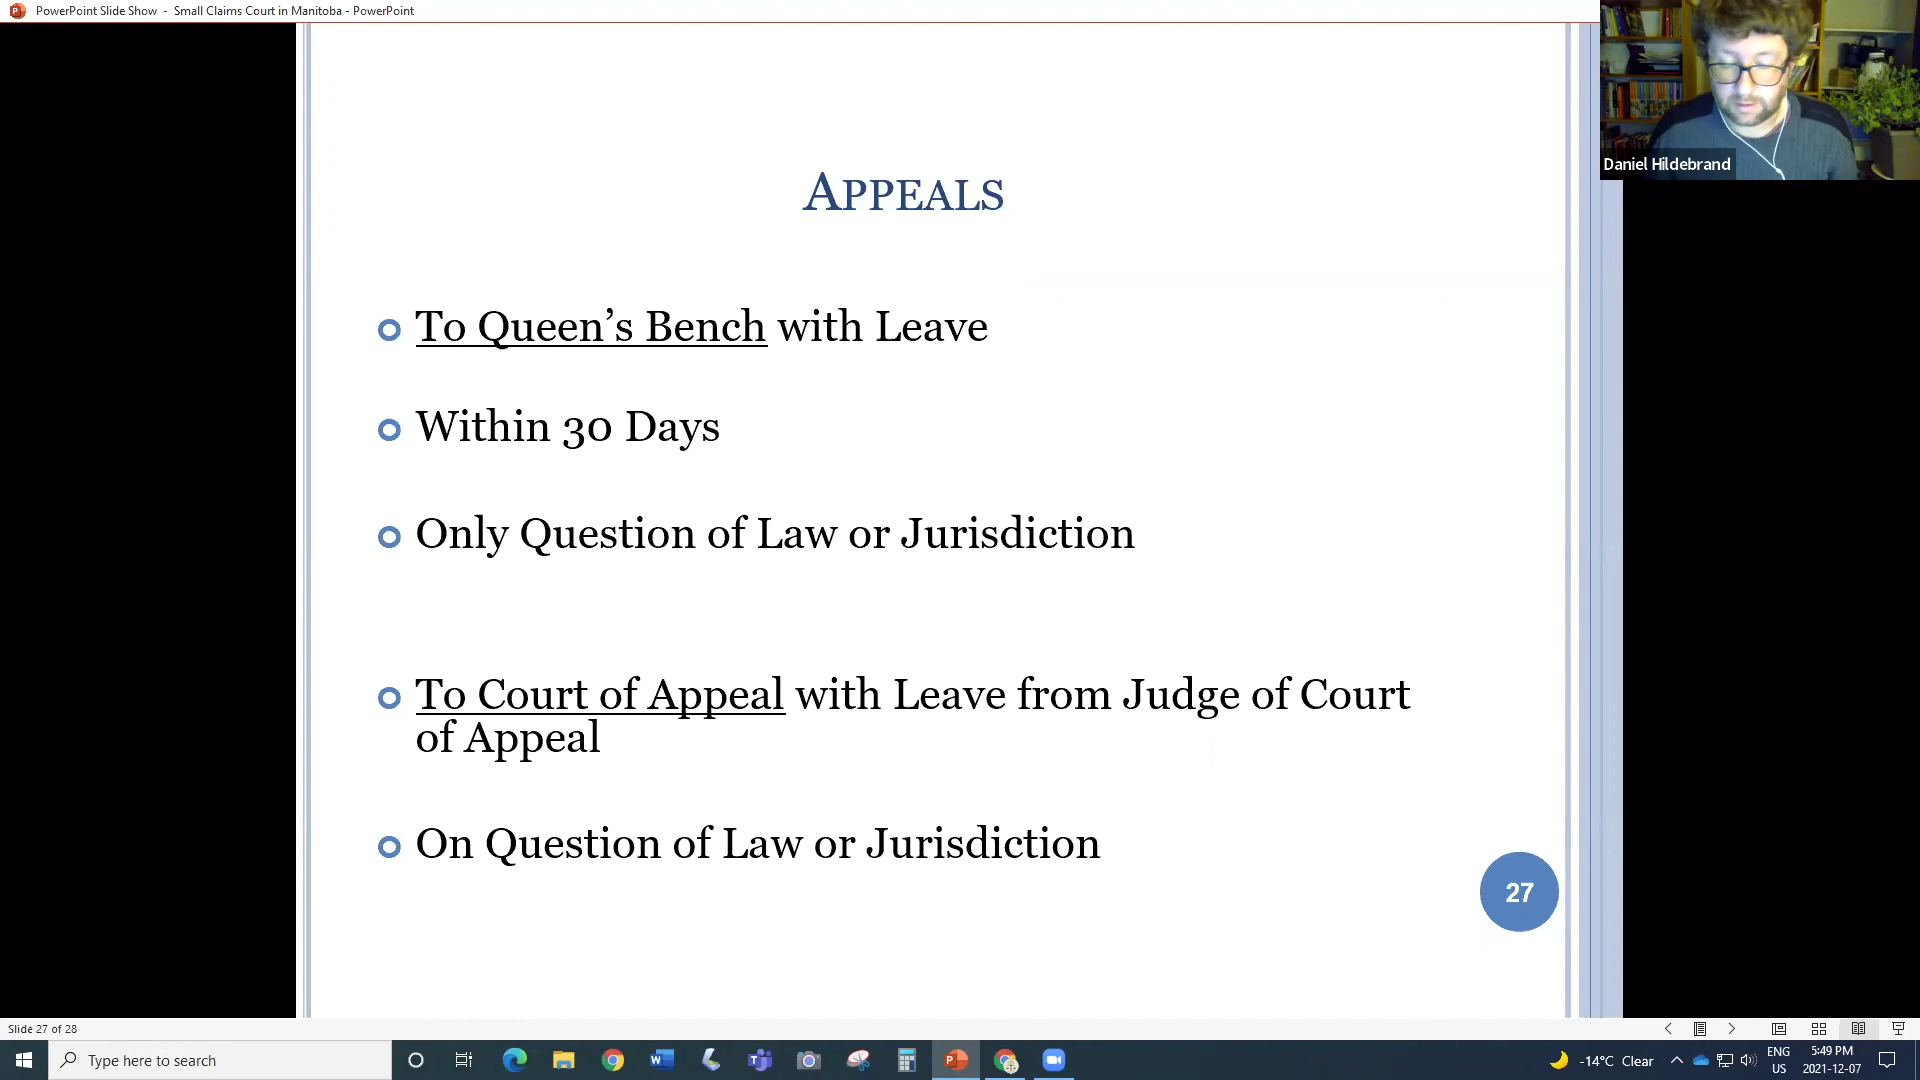 PowerPoint Slide Show - Small Claims Court in Manitoba - PowerPoint
Daniel Hildebrand
APPEALS
To Queen's Bench with Leave
Within 30 Days
Only Question of Law or Jurisdiction
To Court of Appeal with Leave from Judge of Court
of Appeal
On Question of Law or Jurisdiction
27
Slide 27 of 28
Type here to search
-14°C Clear
ENG
US
5:49 PM
2021-12-07